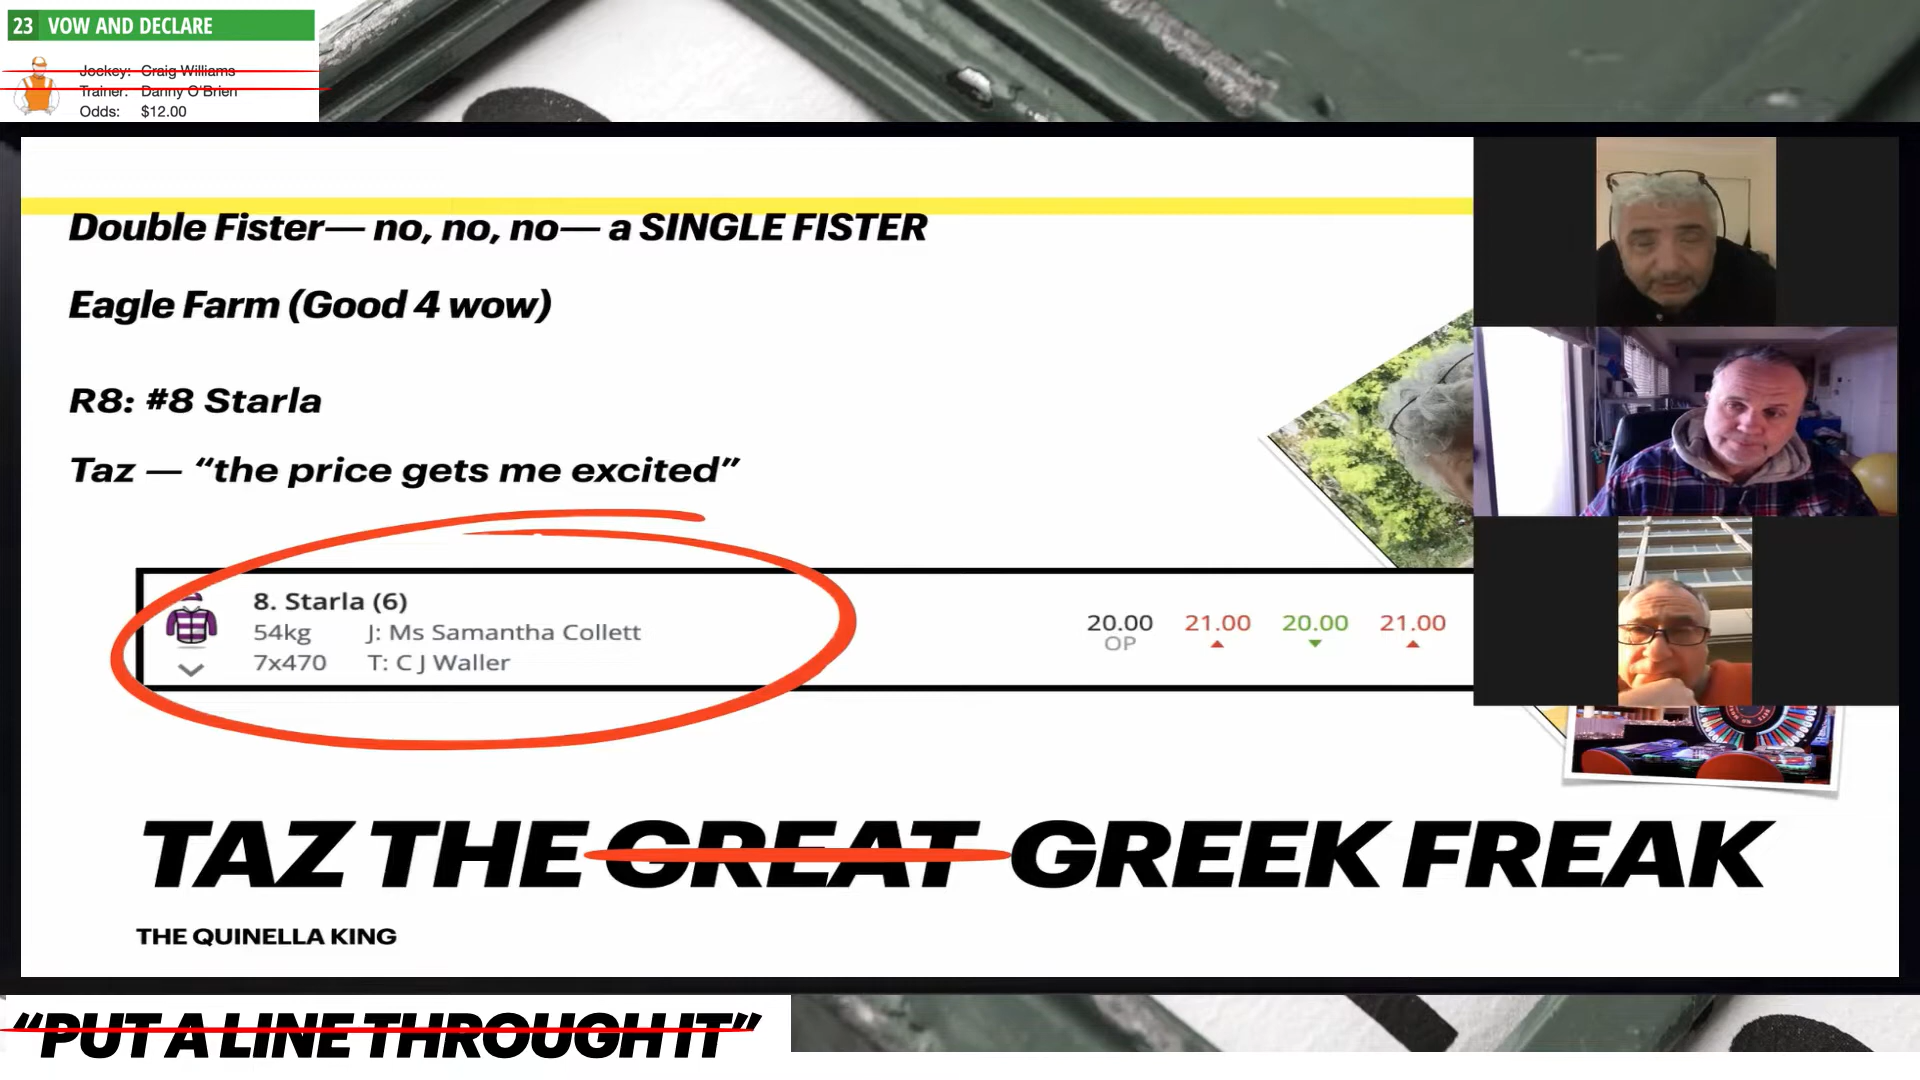 23 VOW AND DECLARE
Jockey: Craig Williams
Trainer: Danny O'Brien
Odds: $12.00
Double Fister— no, no, no— a SINGLE FISTER
Eagle Farm (Good 4 wow)
R8: #8 Starla
Taz — “the price gets me excited”
8. Starla (6)
54kg J: Ms Samantha Collett
7x470 T: C J Waller
20.00 21.00 20.00 21.00
OP
TAZ THE GREAT GREEK FREAK
THE QUINELLA KING
“PUT A LINE THROUGH IT”